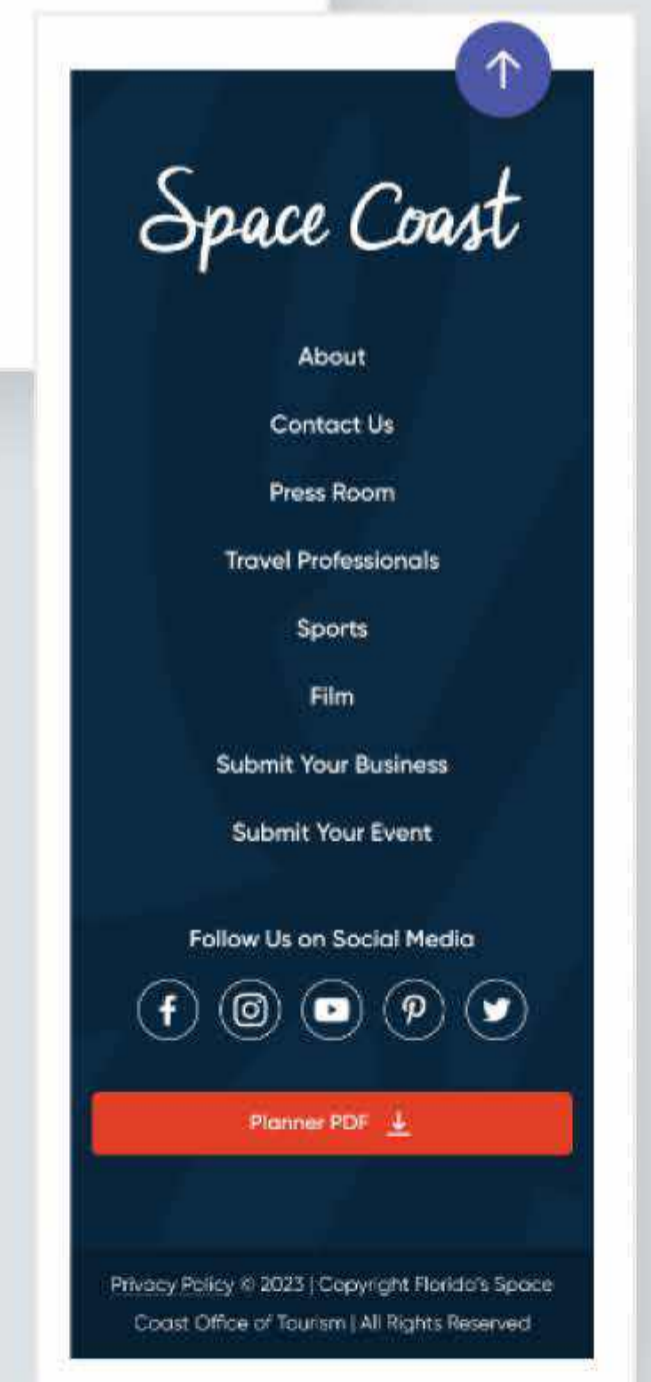 Space Coast
About
Contact Us
Press Room
Travel Professionals
Sports
Film
Submit Your Business
Submit Your Event
Follow Us on Social Media
Planner PDF
Privacy Policy © 2023 | Copyright Florida's Space
Coast Office of Tourism | All Rights Reserved